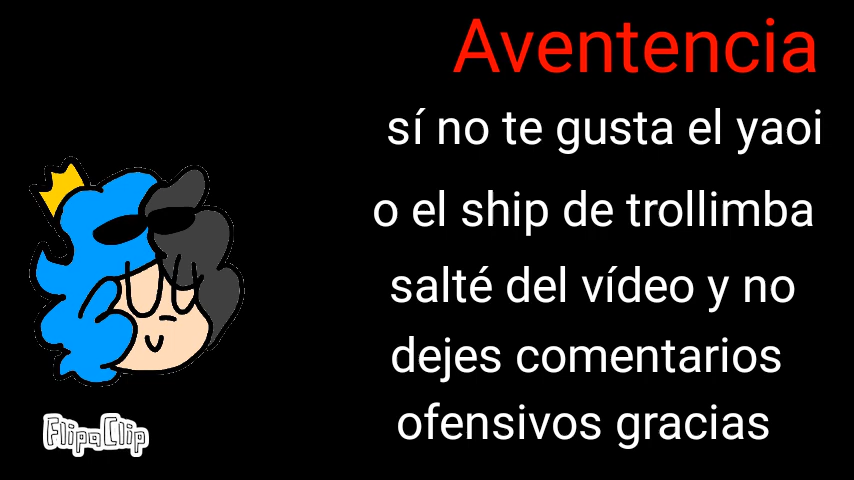 Aventencia
sí no te gusta el yaoi
o el ship de trollimba
salté del vídeo y no
dejes comentarios
ofensivos gracias
FlipaClip